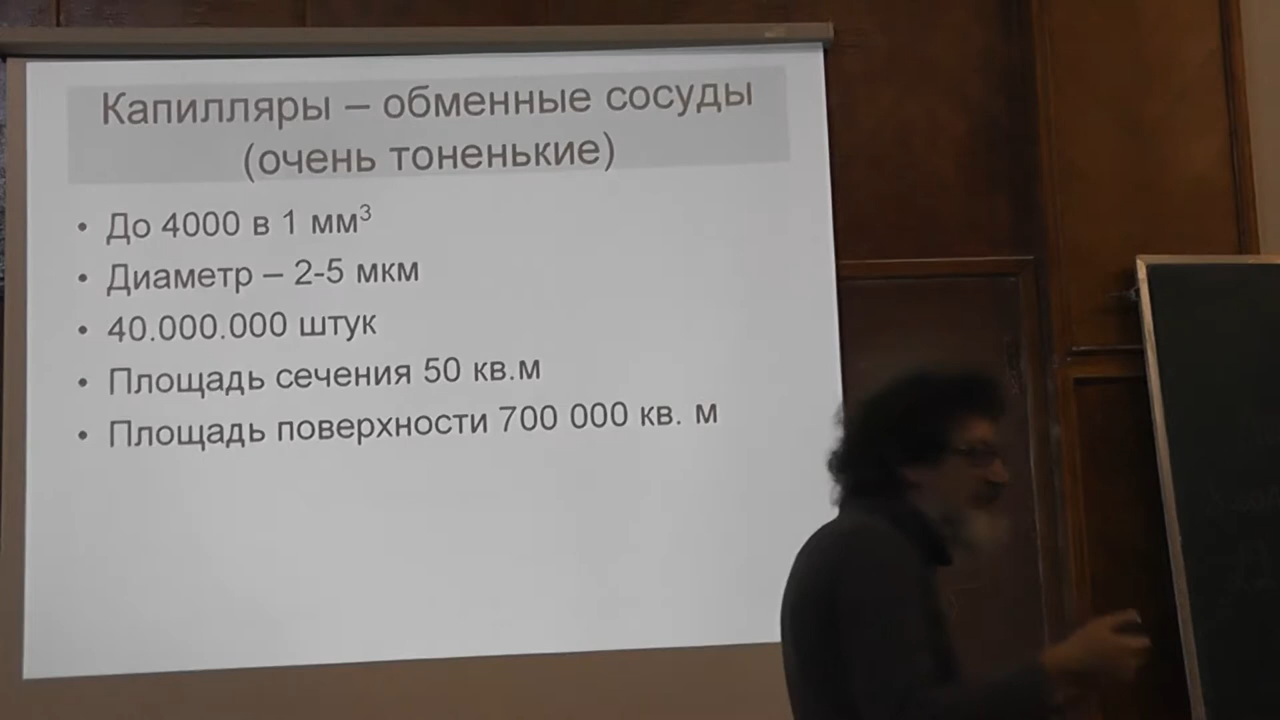 Капилляры – обменные сосуды
(очень тоненькие)
• До 4000 в 1 мм³
• Диаметр – 2-5 мкм
• 40.000.000 штук
• Площадь сечения 50 кв.м
• Площадь поверхности 700 000 кв. м